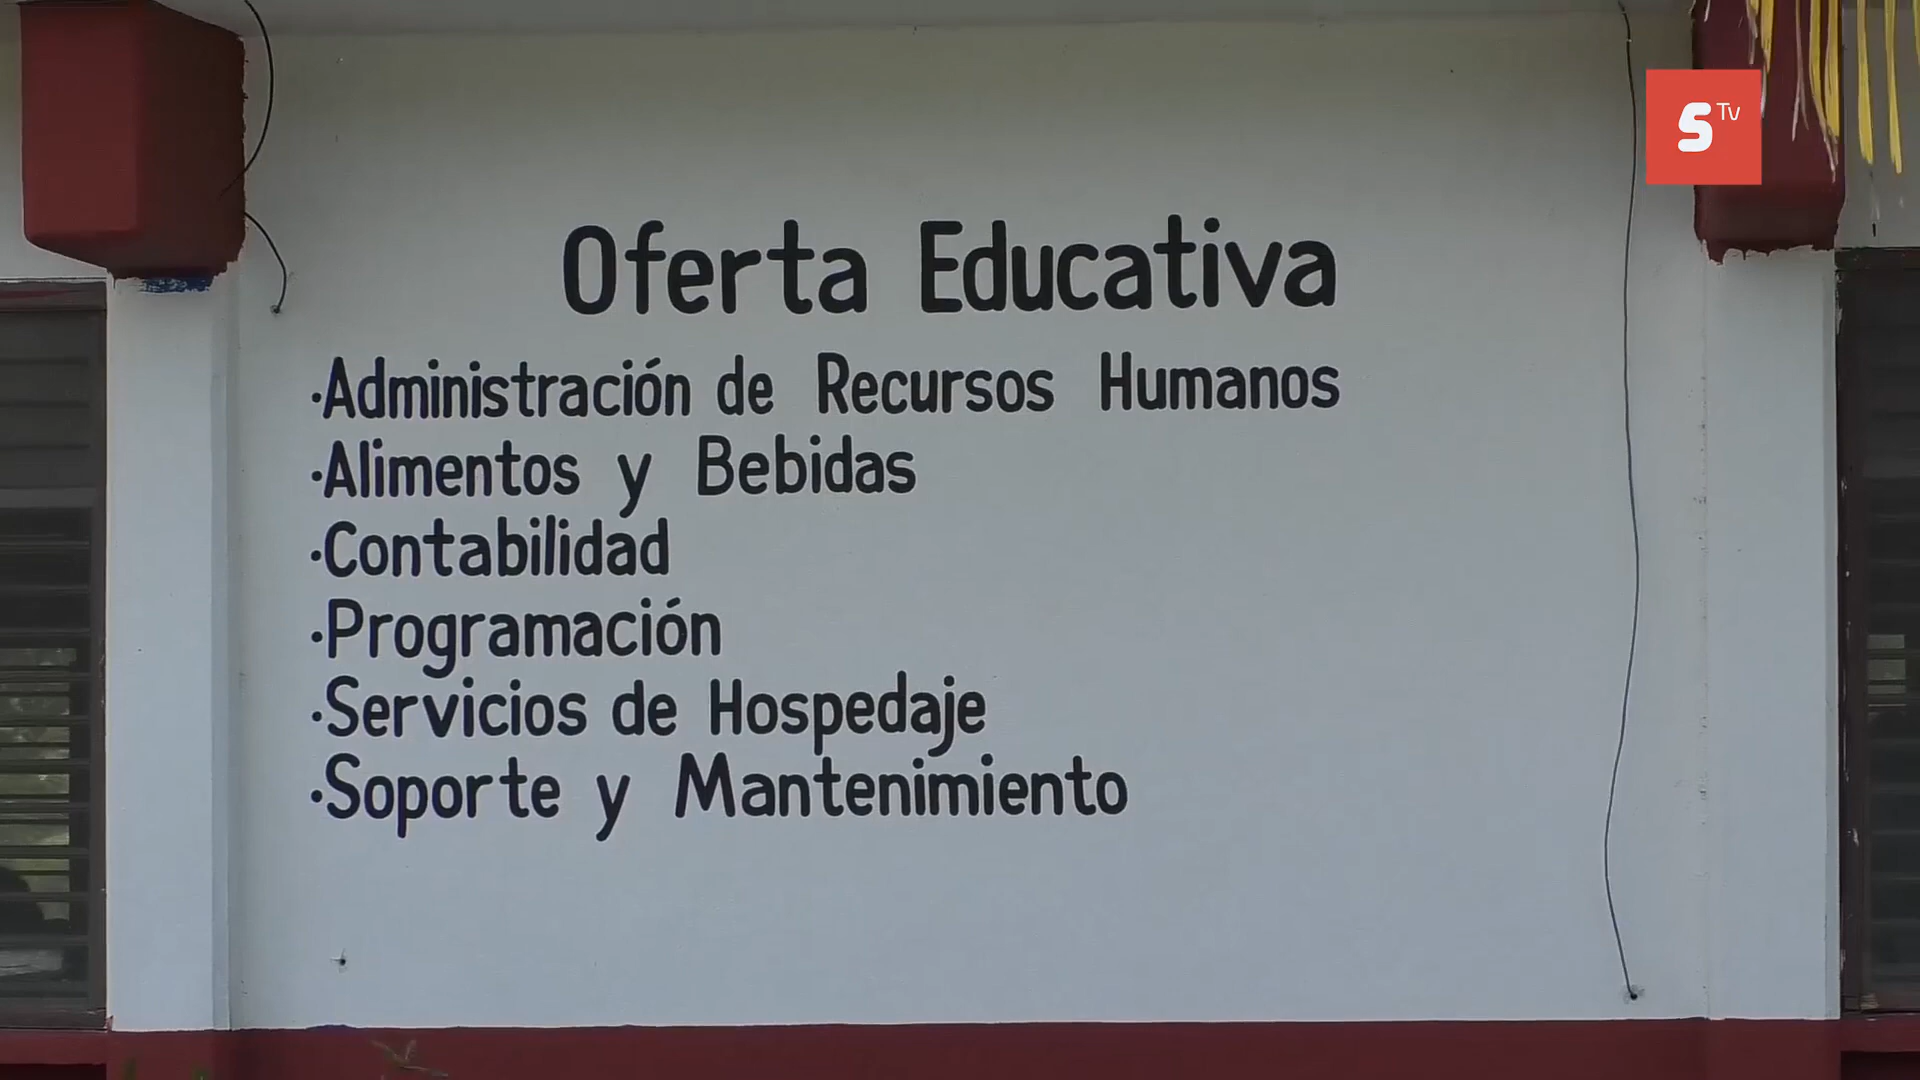 S Tv
Oferta Educativa
·Administración de Recursos Humanos
·Alimentos y Bebidas
·Contabilidad
·Programación
·Servicios de Hospedaje
·Soporte y Mantenimiento